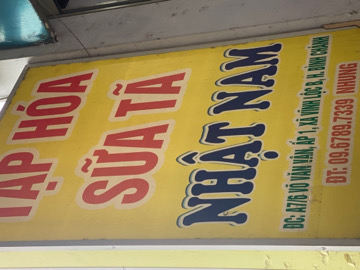 TẠP HÓA
SỮA TÃ
NHẬT NAM
ĐC: A7/6 VÕ VĂN VÂN, ẤP 1, XÃ VĨNH LỘC B, H. BÌNH CHÁNH
ĐT: 09.6789.7339 NHUNG